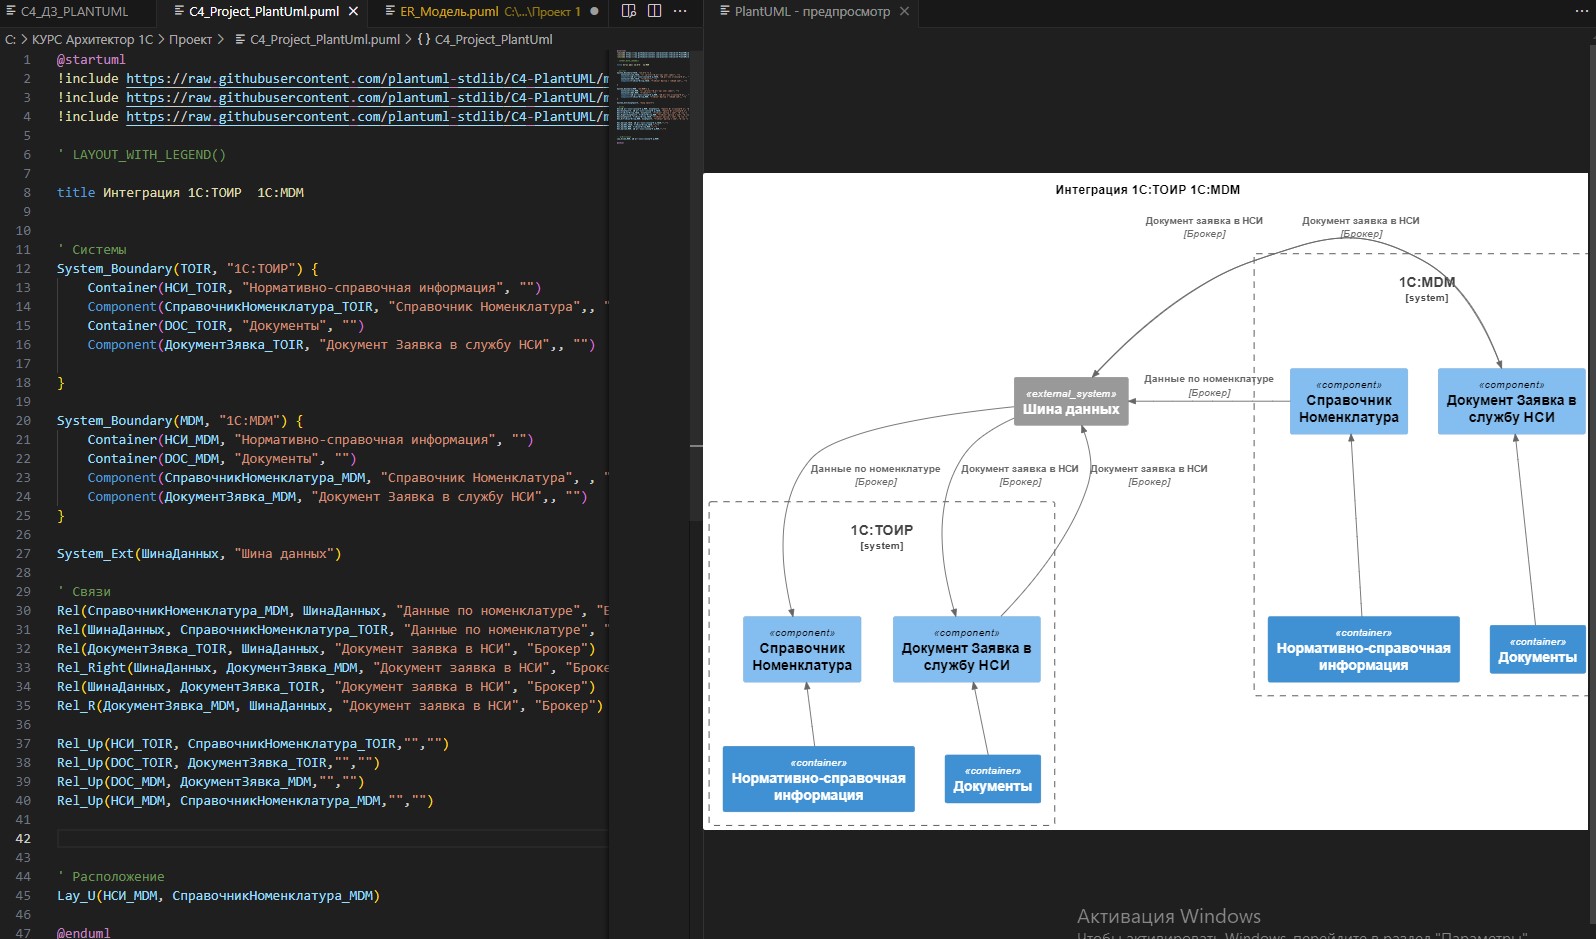 C4_ДЗ_PLANTUML
C4_Project_PlantUml.puml
ER_Модель.puml C:\...\Проект 1
PlantUML - предпросмотр
C: > КУРС Архитектор 1С > Проект > C4_Project_PlantUml.puml > {} C4_Project_PlantUml
1 @startuml
2 !include https://raw.githubusercontent.com/plantuml-stdlib/C4-PlantUML/m
3 !include https://raw.githubusercontent.com/plantuml-stdlib/C4-PlantUML/m
4 !include https://raw.githubusercontent.com/plantuml-stdlib/C4-PlantUML/m
5
6 ' LAYOUT_WITH_LEGEND()
7
8 title Интеграция 1С:ТОИР  1С:MDM
9
10
11 ' Системы
12 System_Boundary(TOIR, "1С:ТОИР") {
13 Container(НСИ_TOIR, "Нормативно-справочная информация", "")
14 Component(СправочникНоменклатура_TOIR, "Справочник Номенклатура",, "
15 Container(DOC_TOIR, "Документы", "")
16 Component(ДокументЗявка_TOIR, "Документ Заявка в службу НСИ",, "")
17
18 }
19
20 System_Boundary(MDM, "1С:MDM") {
21 Container(НСИ_MDM, "Нормативно-справочная информация", "")
22 Container(DOC_MDM, "Документы", "")
23 Component(СправочникНоменклатура_MDM, "Справочник Номенклатура", , "
24 Component(ДокументЗявка_MDM, "Документ Заявка в службу НСИ",, "")
25 }
26
27 System_Ext(ШинаДанных, "Шина данных")
28
29 ' Связи
30 Rel(СправочникНоменклатура_MDM, ШинаДанных, "Данные по номенклатуре", "Б
31 Rel(ШинаДанных, СправочникНоменклатура_TOIR, "Данные по номенклатуре", "
32 Rel(ДокументЗявка_TOIR, ШинаДанных, "Документ заявка в НСИ", "Брокер")
33 Rel_Right(ШинаДанных, ДокументЗявка_MDM, "Документ заявка в НСИ", "Броке
34 Rel(ШинаДанных, ДокументЗявка_TOIR, "Документ заявка в НСИ", "Брокер")
35 Rel_R(ДокументЗявка_MDM, ШинаДанных, "Документ заявка в НСИ", "Брокер")
36
37 Rel_Up(НСИ_TOIR, СправочникНоменклатура_TOIR,"","")
38 Rel_Up(DOC_TOIR, ДокументЗявка_TOIR,"","")
39 Rel_Up(DOC_MDM, ДокументЗявка_MDM,"","")
40 Rel_Up(НСИ_MDM, СправочникНоменклатура_MDM,"","")
41
42
43
44 ' Расположение
45 Lay_U(НСИ_MDM, СправочникНоменклатура_MDM)
46
47 @enduml
Интеграция 1С:ТОИР 1С:MDM
Документ заявка в НСИ
[Брокер]
Документ заявка в НСИ
[Брокер]
1С:MDM
[system]
«external_system»
Шина данных
Данные по номенклатуре
[Брокер]
«component»
Справочник
Номенклатура
«component»
Документ Заявка в
службу НСИ
Данные по номенклатуре
[Брокер]
Документ заявка в НСИ
[Брокер]
Документ заявка в НСИ
[Брокер]
1С:ТОИР
[system]
«component»
Справочник
Номенклатура
«component»
Документ Заявка в
службу НСИ
«container»
Нормативно-справочная
информация
«container»
Документы
«container»
Нормативно-справочная
информация
«container»
Документы
Активация Windows
Чтобы активировать Windows, перейдите в раздел "Параметры".